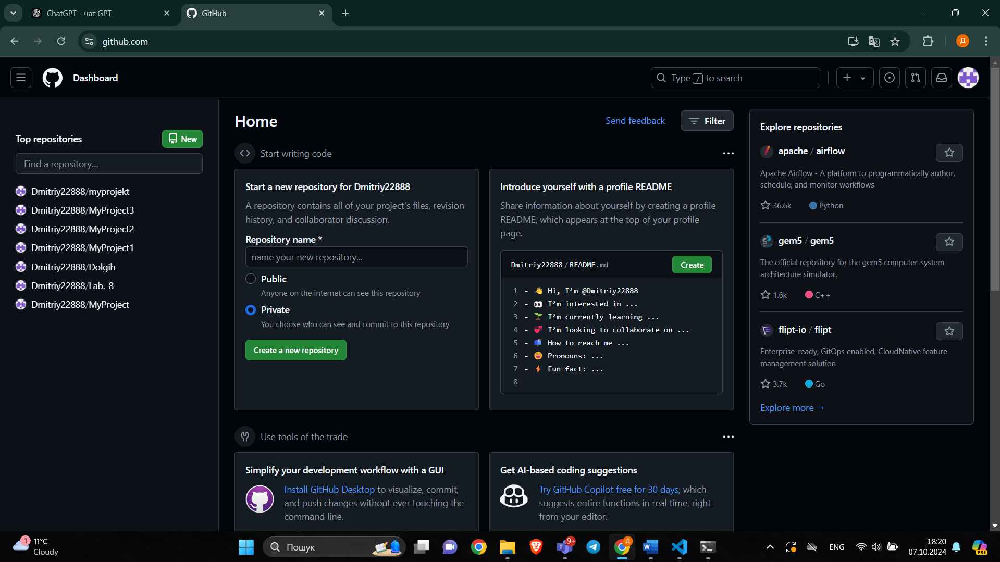 ChatGPT - чат GPT
GitHub
github.com
Д
Dashboard
Type / to search
Top repositories
New
Find a repository...
Dmitriy22888/myprojekt
Dmitriy22888/MyProject3
Dmitriy22888/MyProject2
Dmitriy22888/MyProject1
Dmitriy22888/Dolgih
Dmitriy22888/Lab.-8-
Dmitriy22888/MyProject
Home
Send feedback
Filter
Start writing code
Start a new repository for Dmitriy22888
A repository contains all of your project's files, revision
history, and collaborator discussion.
Repository name *
name your new repository...
Public
Anyone on the internet can see this repository
Private
You choose who can see and commit to this repository
Create a new repository
Introduce yourself with a profile README
Share information about yourself by creating a profile
README, which appears at the top of your profile
page.
Dmitriy22888 / README.md
Create
1 - 👋 Hi, I’m @Dmitriy22888
2 - 👀 I’m interested in ...
3 - 🌱 I’m currently learning ...
4 - 💞️ I’m looking to collaborate on ...
5 - 📫 How to reach me ...
6 - 😄 Pronouns: ...
7 - ⚡ Fun fact: ...
8
Use tools of the trade
Simplify your development workflow with a GUI
Install GitHub Desktop to visualize, commit,
and push changes without ever touching the
command line.
Get AI-based coding suggestions
Try GitHub Copilot free for 30 days, which
suggests entire functions in real time, right
from your editor.
Explore repositories
apache / airflow
Apache Airflow - A platform to programmatically author,
schedule, and monitor workflows
36.6k Python
gem5 / gem5
The official repository for the gem5 computer-system
architecture simulator.
1.6k C++
flipt-io / flipt
Enterprise-ready, GitOps enabled, CloudNative feature
management solution
3.7k Go
Explore more →
1
11°C
Cloudy
Пошук
9+
Д
ENG
18:20
07.10.2024
PRE